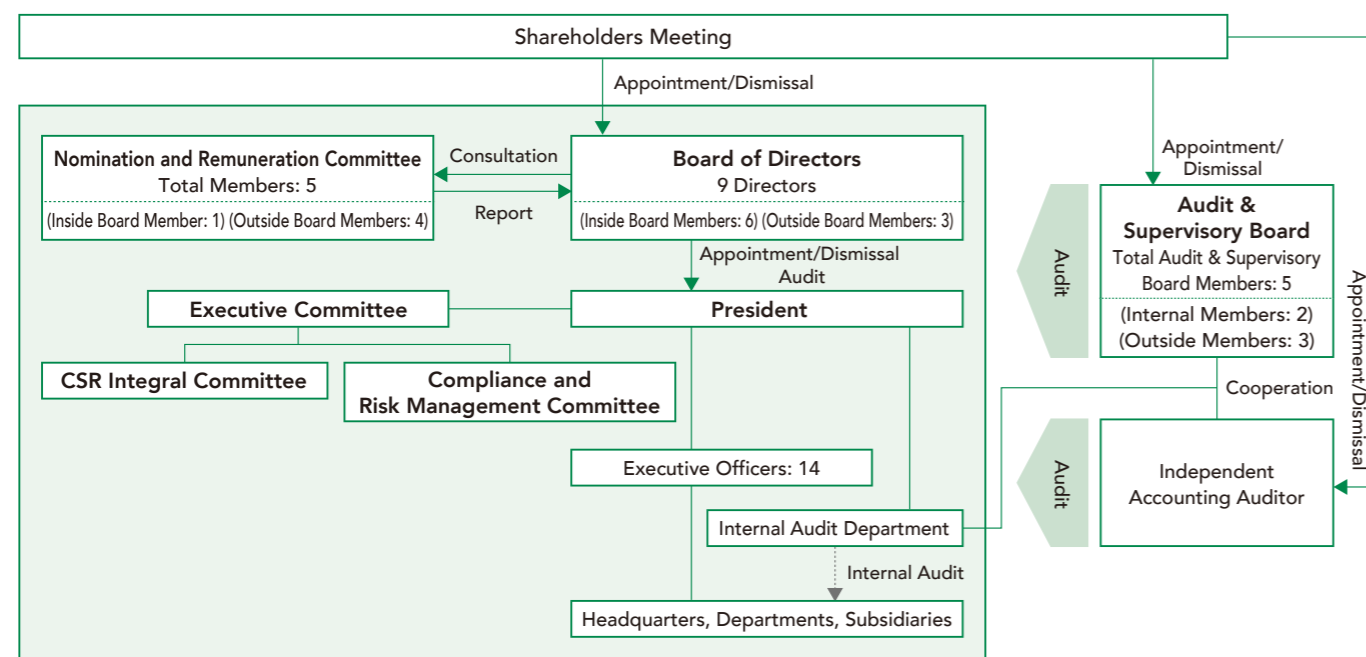 Shareholders Meeting
Appointment/Dismissal
Nomination and Remuneration Committee
Total Members: 5
(Inside Board Member: 1) (Outside Board Members: 4)
Consultation
Report
Board of Directors
9 Directors
(Inside Board Members: 6) (Outside Board Members: 3)
Appointment/Dismissal
Audit
Appointment/
Dismissal
Audit &
Supervisory Board
Total Audit & Supervisory
Board Members: 5
(Internal Members: 2)
(Outside Members: 3)
Audit
Appointment/Dismissal
Executive Committee
President
CSR Integral Committee
Compliance and
Risk Management Committee
Cooperation
Executive Officers: 14
Audit
Independent
Accounting Auditor
Internal Audit Department
Internal Audit
Headquarters, Departments, Subsidiaries